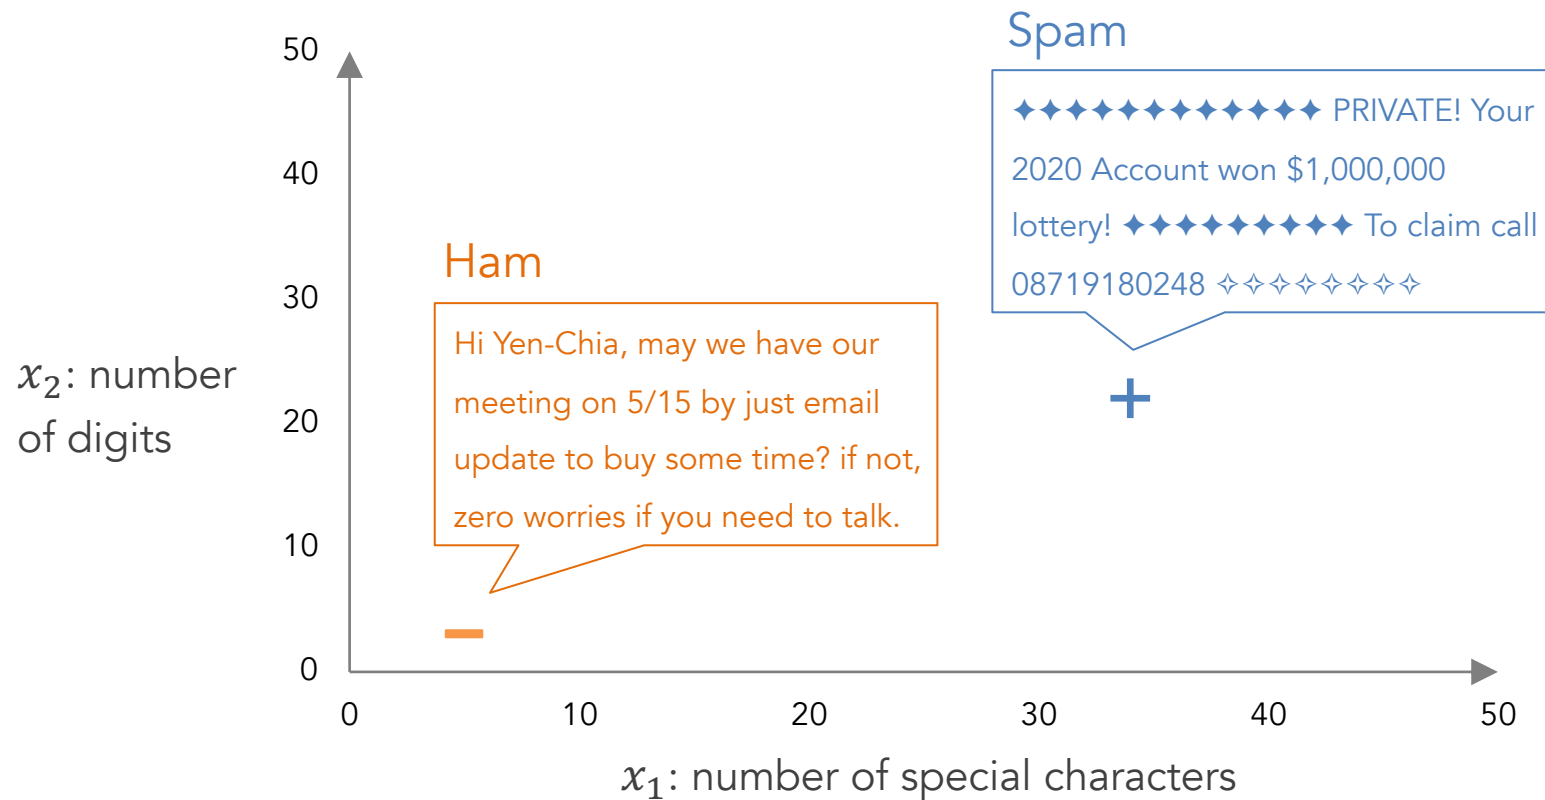 Spam
✦✦✦✦✦✦✦✦✦✦✦✦ PRIVATE! Your
2020 Account won $1,000,000
lottery! ✦✦✦✦✦✦✦✦✦ To claim call
08719180248 ✧✧✧✧✧✧✧✧
+
Ham
Hi Yen-Chia, may we have our
meeting on 5/15 by just email
update to buy some time? if not,
zero worries if you need to talk.
−
x₂: number
of digits
50
40
30
20
10
0
0 10 20 30 40 50
x₁: number of special characters